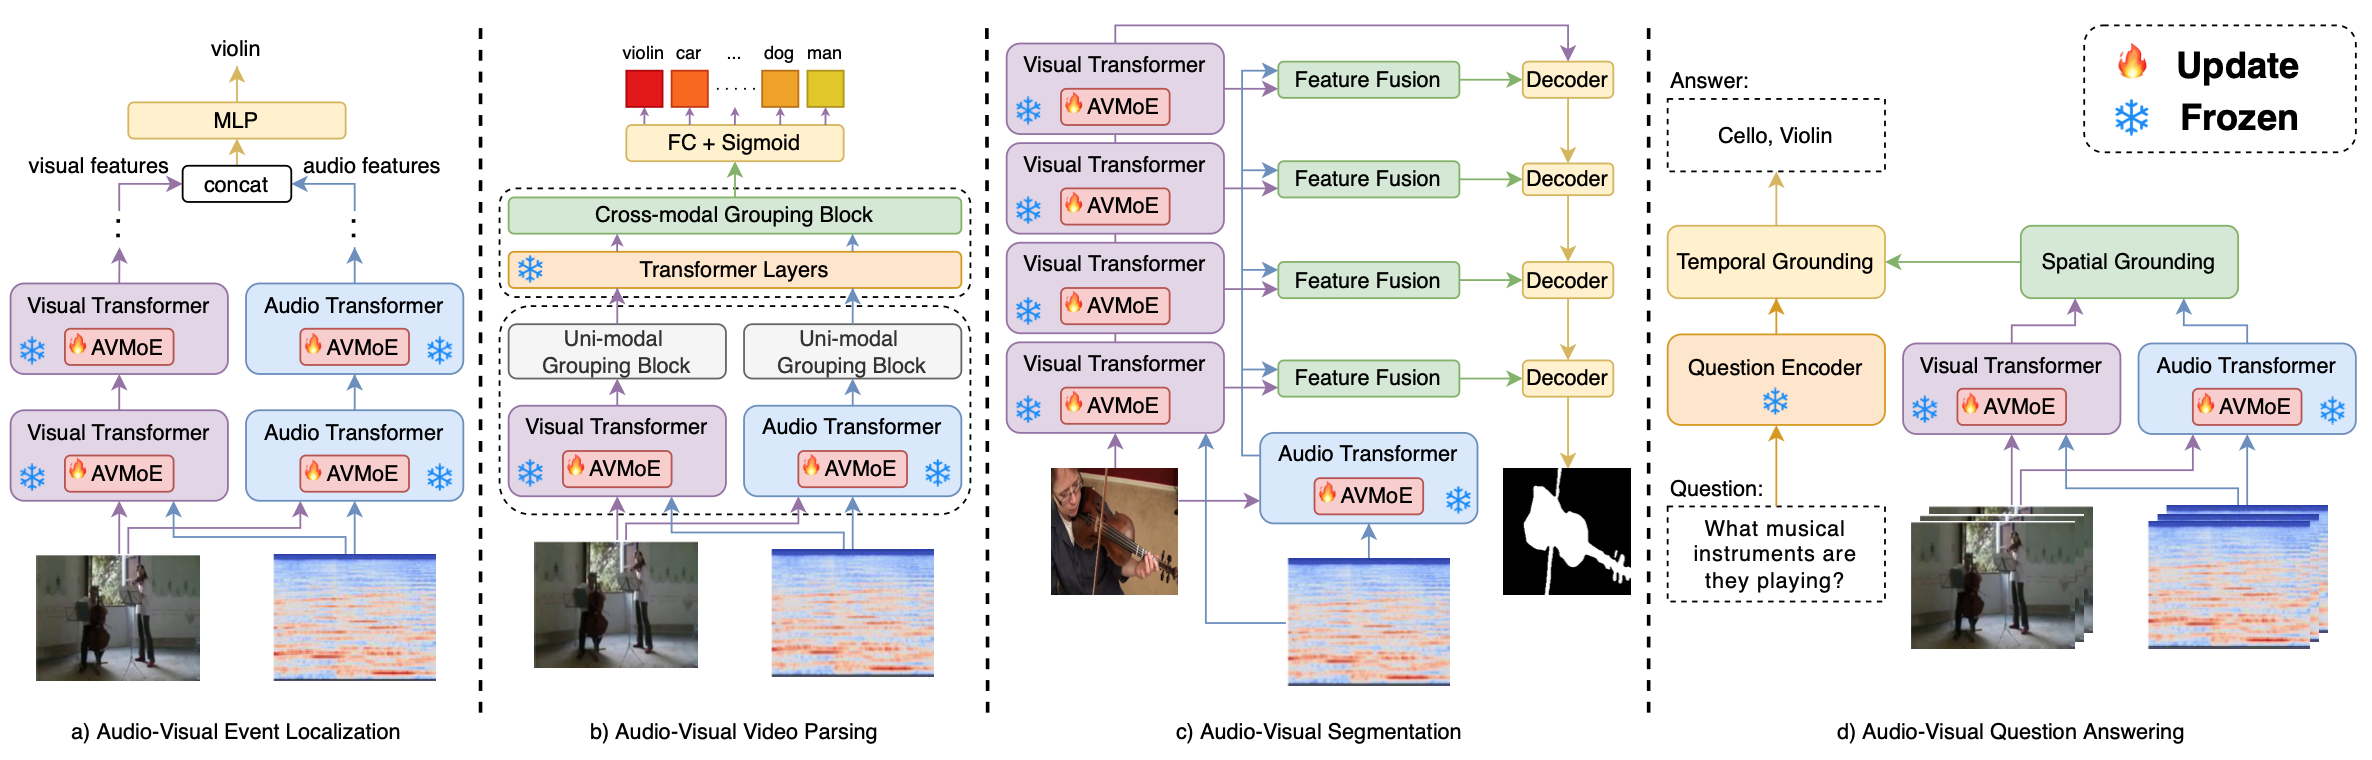 violin
MLP
visual features
audio features
concat
Visual Transformer
AVMoE
Audio Transformer
AVMoE
Visual Transformer
AVMoE
Audio Transformer
AVMoE
a) Audio-Visual Event Localization
violin car ... dog man
FC + Sigmoid
Cross-modal Grouping Block
Transformer Layers
Uni-modal
Grouping Block
Uni-modal
Grouping Block
Visual Transformer
AVMoE
Audio Transformer
AVMoE
b) Audio-Visual Video Parsing
Visual Transformer
AVMoE
Feature Fusion
Decoder
Visual Transformer
AVMoE
Feature Fusion
Decoder
Visual Transformer
AVMoE
Feature Fusion
Decoder
Visual Transformer
AVMoE
Feature Fusion
Decoder
Audio Transformer
AVMoE
c) Audio-Visual Segmentation
Update
Frozen
Answer:
Cello, Violin
Temporal Grounding
Spatial Grounding
Question Encoder
Visual Transformer
AVMoE
Audio Transformer
AVMoE
Question:
What musical
instruments are
they playing?
d) Audio-Visual Question Answering